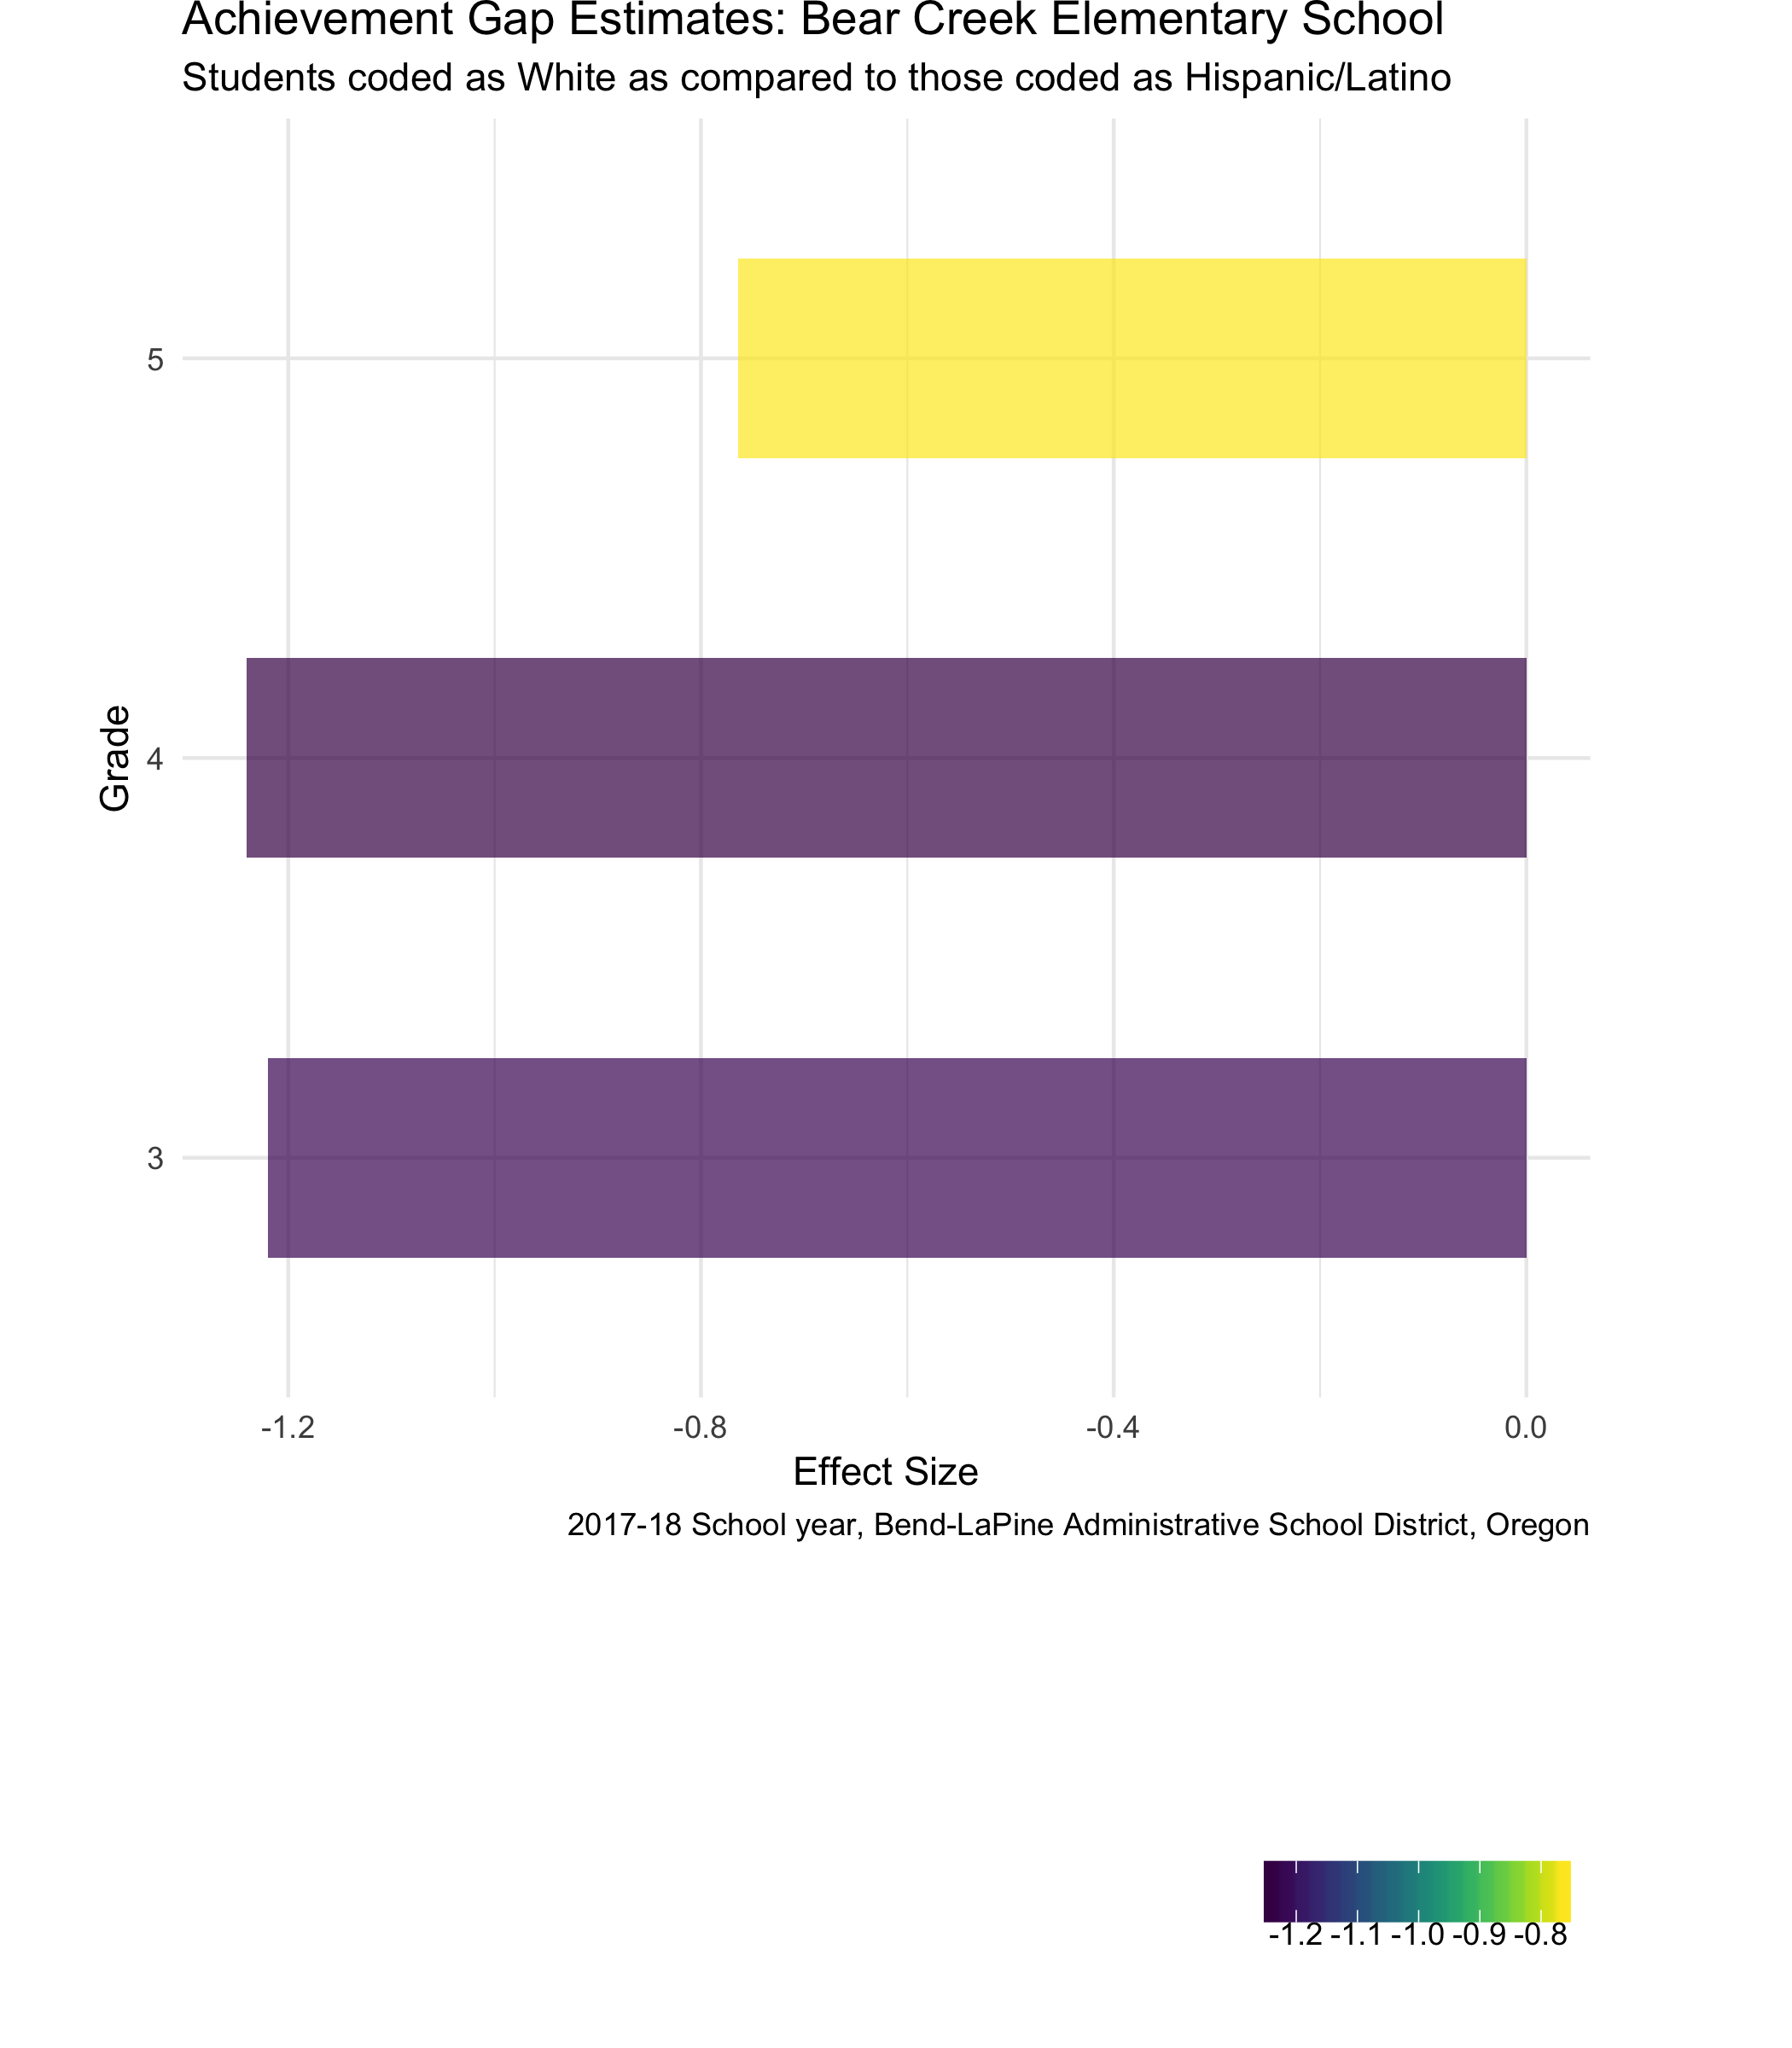 Achievement Gap Estimates: Bear Creek Elementary School
Students coded as White as compared to those coded as Hispanic/Latino
5
4
3
Grade
-1.2 -0.8 -0.4 0.0
Effect Size
2017-18 School year, Bend-LaPine Administrative School District, Oregon
-1.2 -1.1 -1.0 -0.9 -0.8